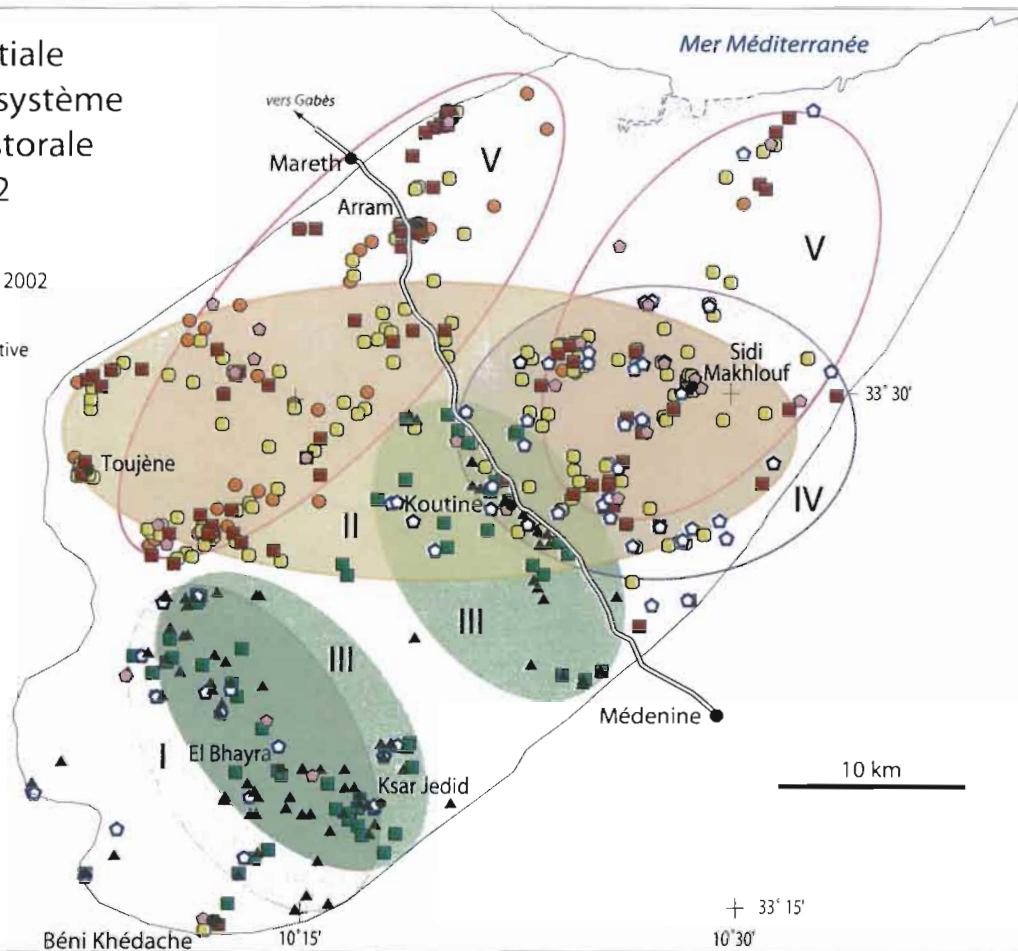 tiale
système
storale
2
2002
tive
Mer Méditerranée
vers Gabès
Mareth
V
Arram
V
Sidi
Makhlouf
33° 30'
Toujène
Koutine
IV
II
III
III
Médenine
I
El Bhayra
Ksar Jedid
10 km
33° 15'
Béni Khédache
10°15'
10°30'